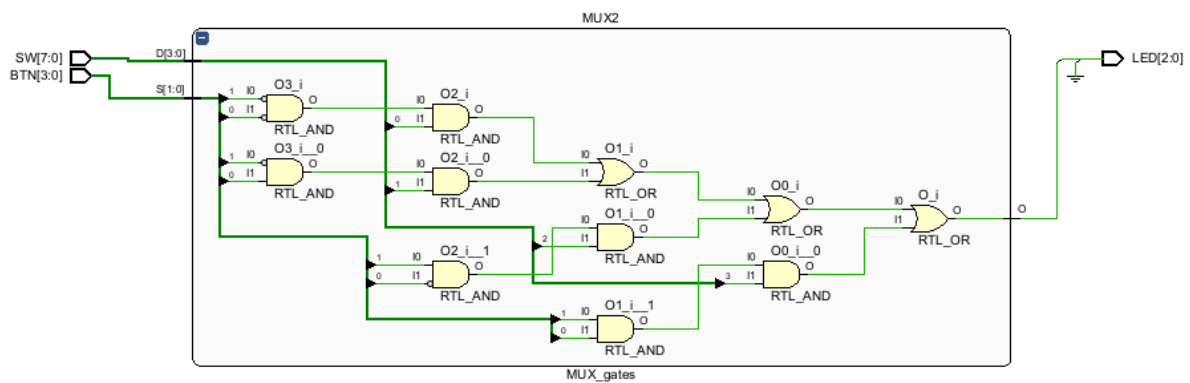 MUX2
SW[7:0]
D[3:0]
LED[2:0]
BTN[3:0]
S[1:0]
1 I0 O3_i O
0 I1
RTL_AND
I0 O2_i O
0 I1
RTL_AND
1 I0 O3_i__0 O
0 I1
RTL_AND
I0 O2_i__0 O
1 I1
RTL_AND
I0 O1_i O
I1
RTL_OR
I0 O0_i O
I1
RTL_OR
I0 O_i O
I1
RTL_OR
O
I0 O1_i__0 O
2 I1
RTL_AND
1 I0 O2_i__1 O
0 I1
RTL_AND
I0 O0_i__0 O
3 I1
RTL_AND
1 I0 O1_i__1 O
0 I1
RTL_AND
MUX_gates